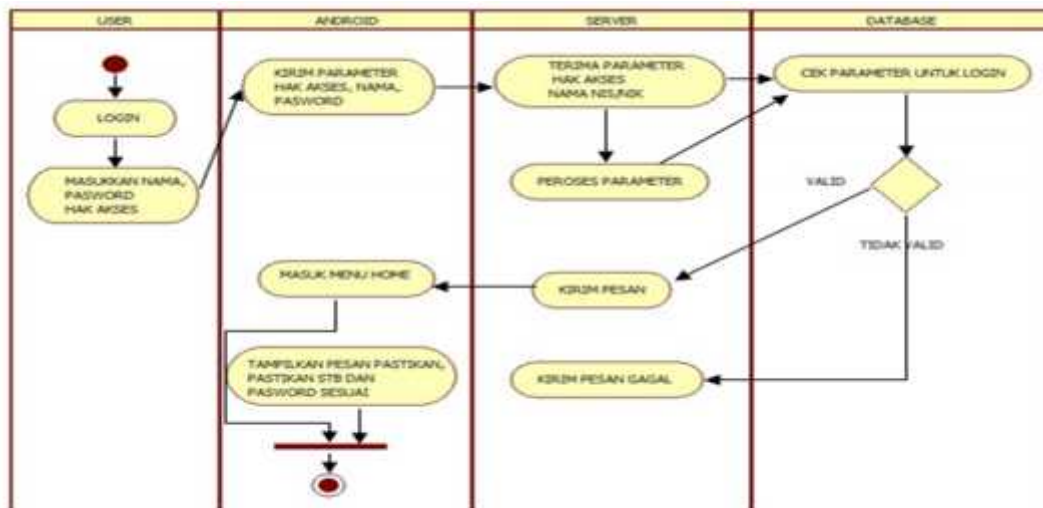 USER
ANDROID
SERVER
DATABASE
LOGIN
MASUKKAN NAMA,
PASWORD
HAK AKSES
KIRIM PARAMETER
HAK AKSES, NAMA,
PASWORD
TERIMA PARAMETER
HAK AKSES
NAMA NIS/NIK
CEK PARAMETER UNTUK LOGIN
PEROSES PARAMETER
VALID
TIDAK VALID
MASUK MENU HOME
KIRIM PESAN
TAMPILKAN PESAN PASTIKAN,
PASTIKAN STB DAN
PASWORD SESUAI
KIRIM PESAN GAGAL